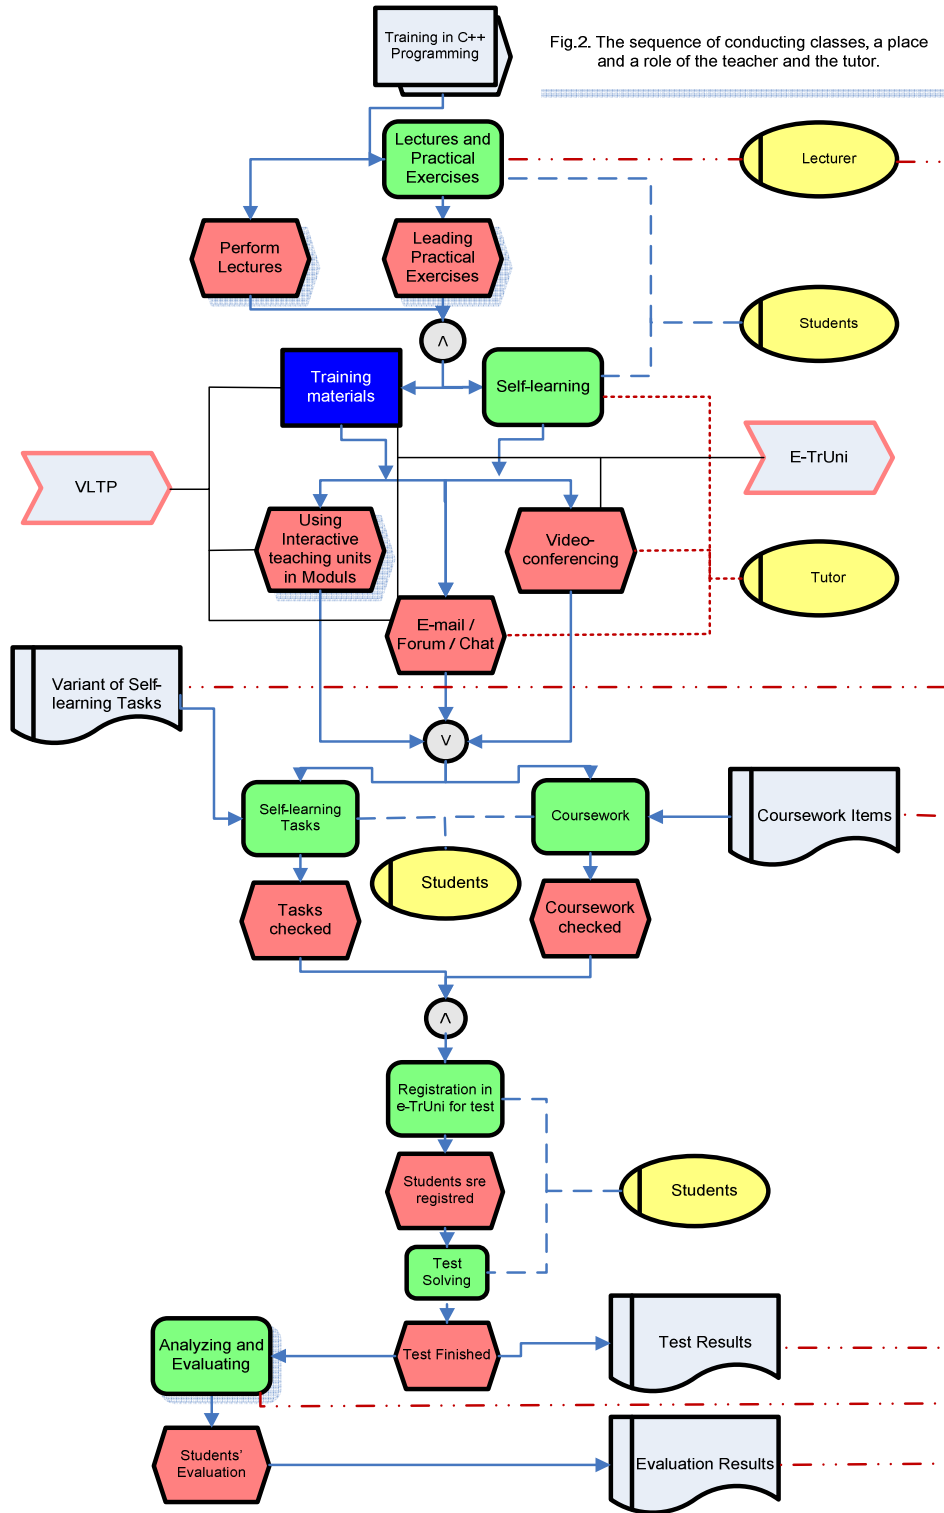 Training in C++
Programming
Fig.2. The sequence of conducting classes, a place
and a role of the teacher and the tutor.
Lectures and
Practical
Exercises
Lecturer
Perform
Lectures
Leading
Practical
Exercises
Students
Λ
Training
materials
Self-learning
VLTP
E-TrUni
Using
Interactive
teaching units
in Moduls
Video-
conferencing
Tutor
E-mail /
Forum / Chat
Variant of Self-
learning Tasks
V
Self-learning
Tasks
Coursework
Coursework Items
Students
Tasks
checked
Coursework
checked
Λ
Registration in
e-TrUni for test
Students sre
registred
Students
Test
Solving
Analyzing and
Evaluating
Test Finished
Test Results
Students'
Evaluation
Evaluation Results